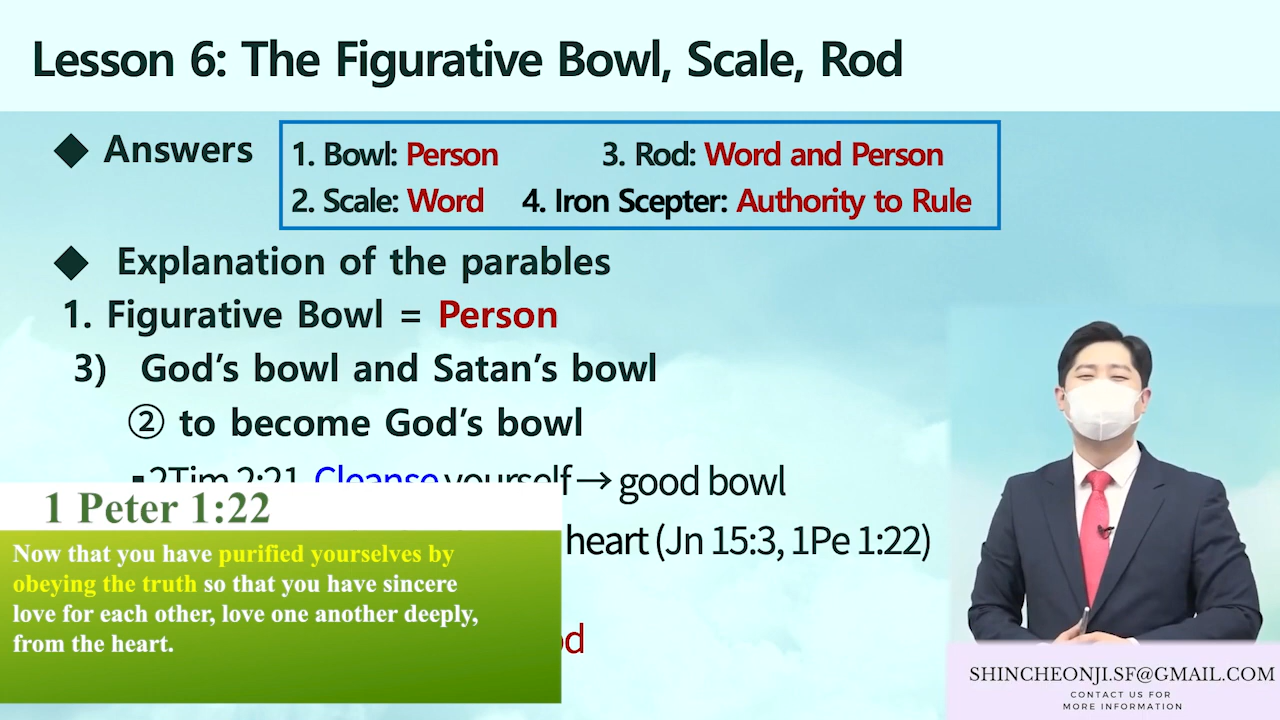 Lesson 6: The Figurative Bowl, Scale, Rod
◆ Answers
1. Bowl: Person 3. Rod: Word and Person
2. Scale: Word 4. Iron Scepter: Authority to Rule
◆ Explanation of the parables
1. Figurative Bowl = Person
3) God's bowl and Satan's bowl
② to become God's bowl
▪2Tim 2:21 Cleanse yourself → good bowl
heart (Jn 15:3, 1Pe 1:22)
1 Peter 1:22
Now that you have purified yourselves by
obeying the truth so that you have sincere
love for each other, love one another deeply,
from the heart.
SHINCHEONJI.SF@GMAIL.COM
CONTACT US FOR
MORE INFORMATION